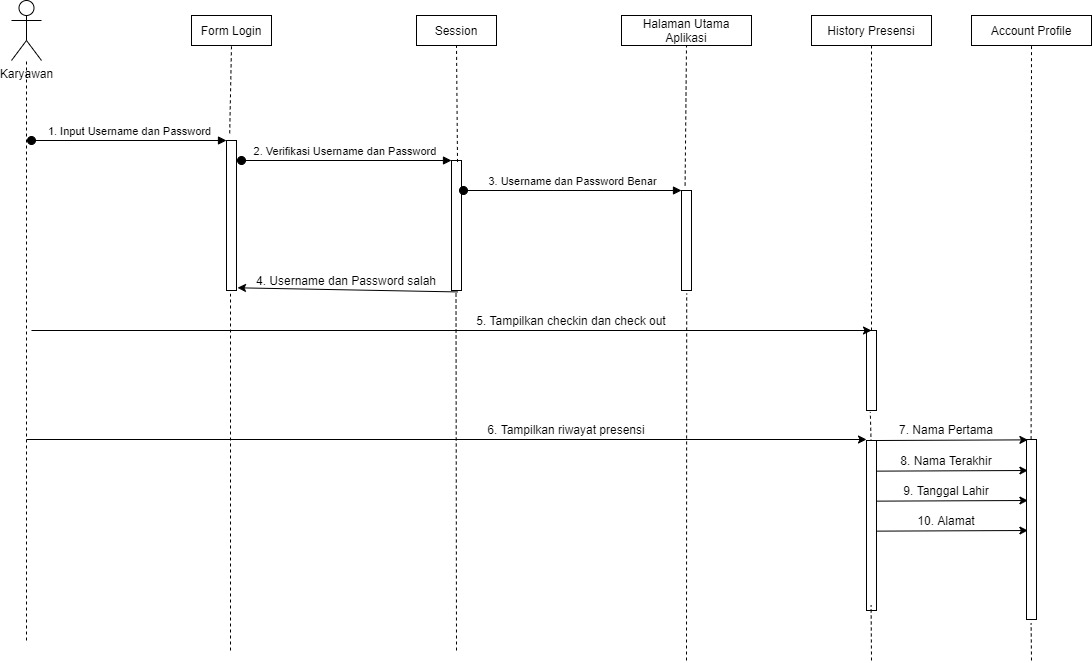 Karyawan
Form Login
Session
Halaman Utama
Aplikasi
History Presensi
Account Profile
1. Input Username dan Password
2. Verifikasi Username dan Password
3. Username dan Password Benar
4. Username dan Password salah
5. Tampilkan checkin dan check out
6. Tampilkan riwayat presensi
7. Nama Pertama
8. Nama Terakhir
9. Tanggal Lahir
10. Alamat